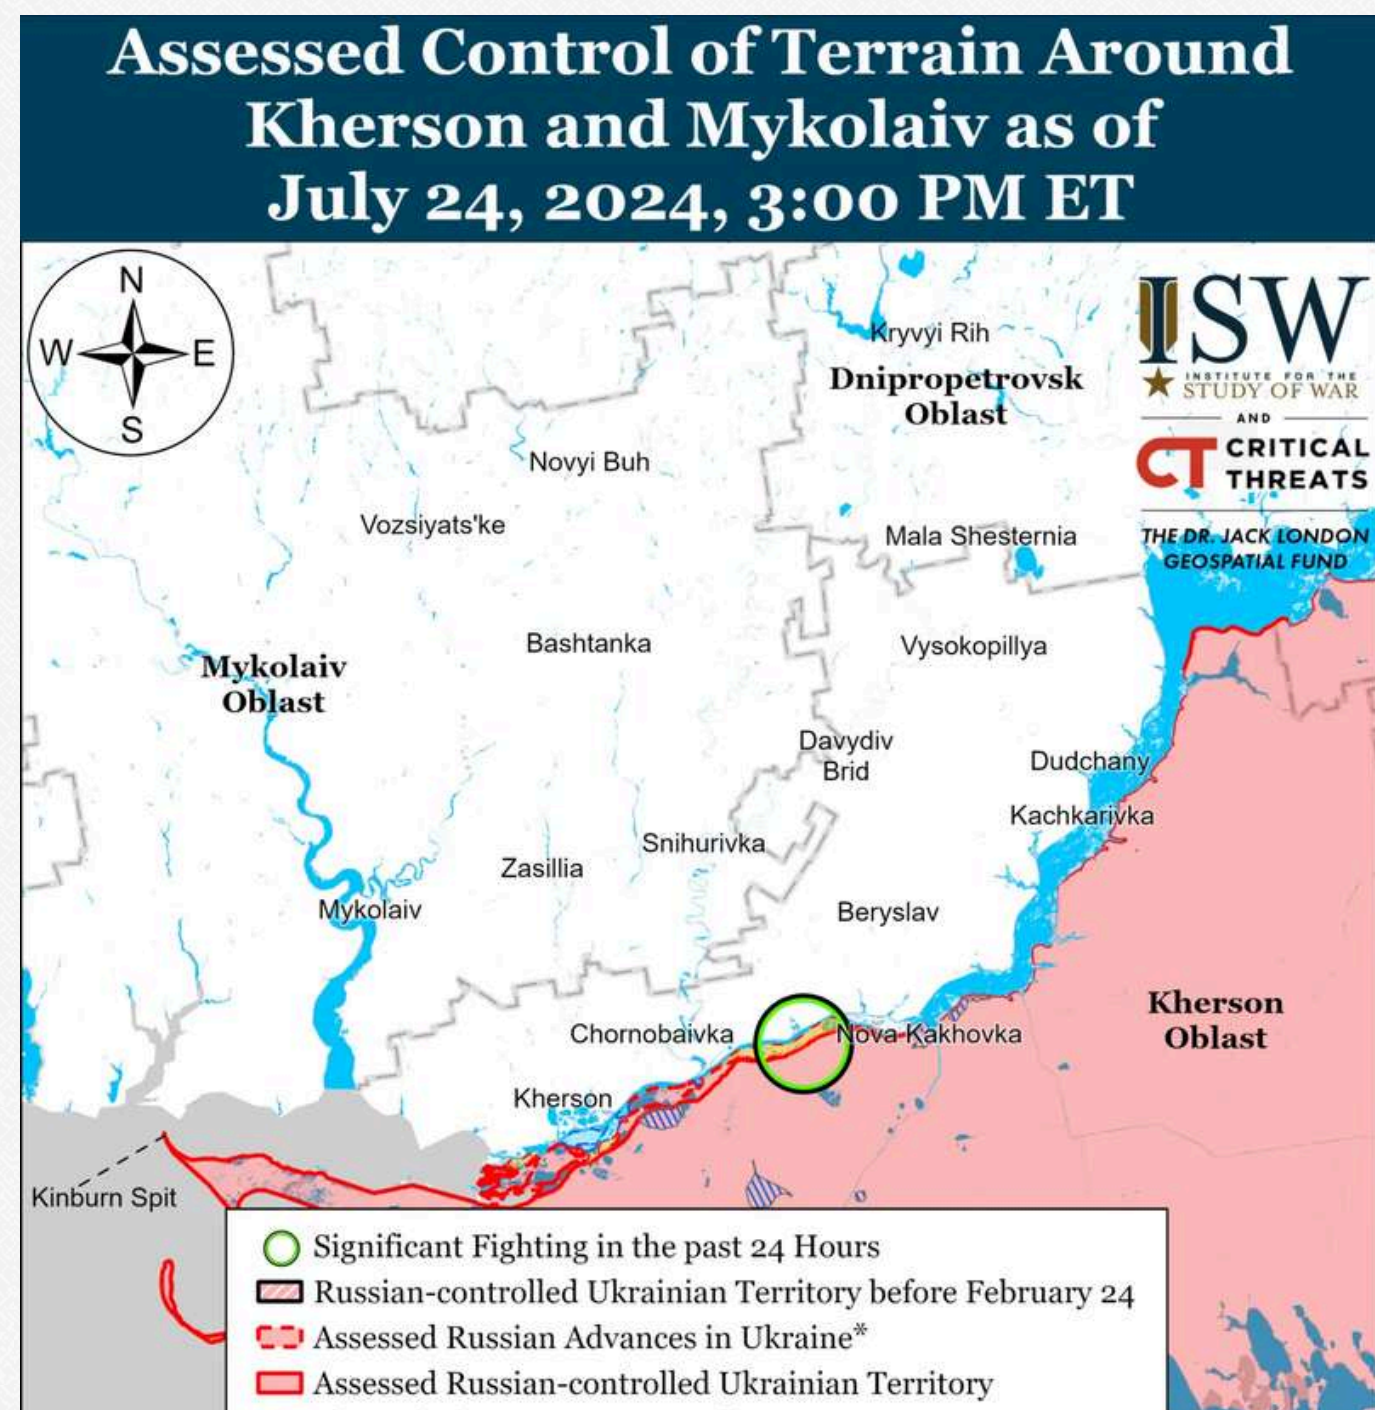 Assessed Control of Terrain Around
Kherson and Mykolaiv as of
July 24, 2024, 3:00 PM ET
N
W E
S
ISW
INSTITUTE FOR THE
STUDY OF WAR
AND
CT CRITICAL
THREATS
THE DR. JACK LONDON
GEOSPATIAL FUND
Kryvyi Rih
Dnipropetrovsk
Oblast
Novyi Buh
Vozsiyats'ke
Mala Shesternia
Bashtanka
Vysokopillya
Mykolaiv
Oblast
Davydiv
Brid
Dudchany
Kachkarivka
Snihurivka
Zasillia
Mykolaiv
Beryslav
Kherson
Oblast
Chornobaivka
Nova Kakhovka
Kherson
Kinburn Spit
Significant Fighting in the past 24 Hours
Russian-controlled Ukrainian Territory before February 24
Assessed Russian Advances in Ukraine*
Assessed Russian-controlled Ukrainian Territory